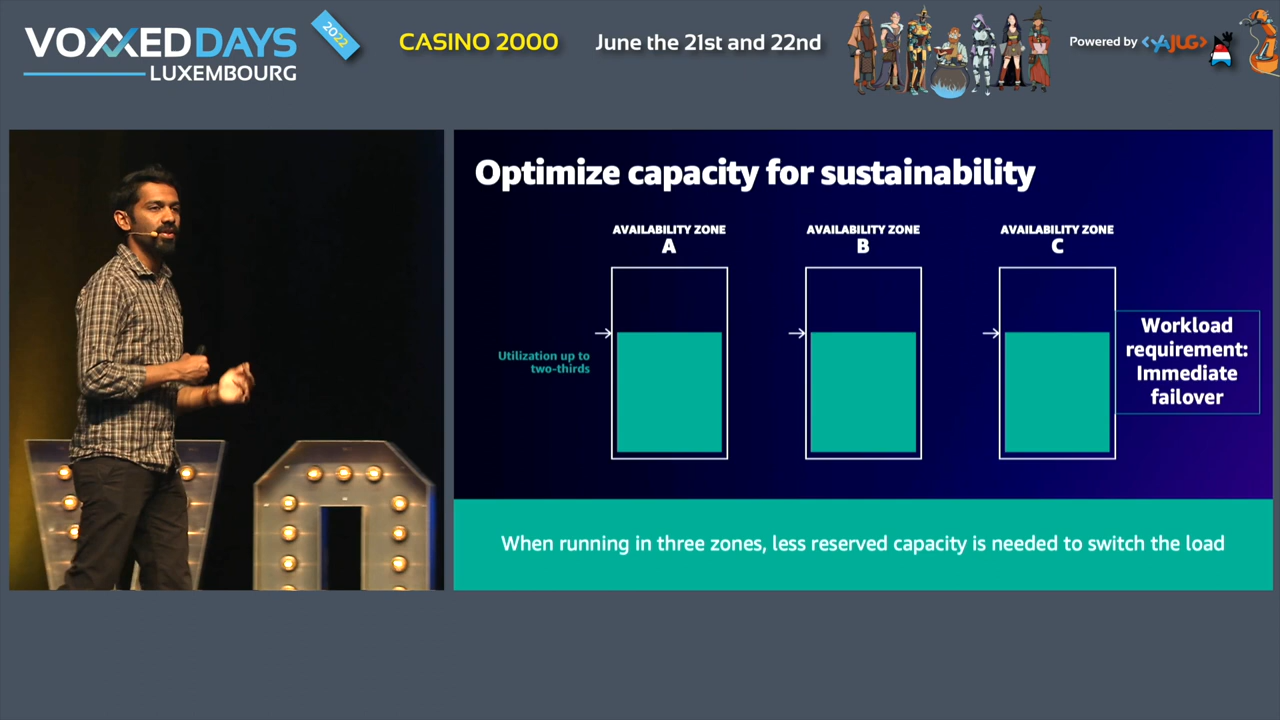 VOXXEDDAYS
LUXEMBOURG
2022
CASINO 2000
June the 21st and 22nd
Powered by <YAJUG>
Optimize capacity for sustainability
AVAILABILITY ZONE
A
AVAILABILITY ZONE
B
AVAILABILITY ZONE
C
Utilization up to
two-thirds
Workload
requirement:
Immediate
failover
When running in three zones, less reserved capacity is needed to switch the load